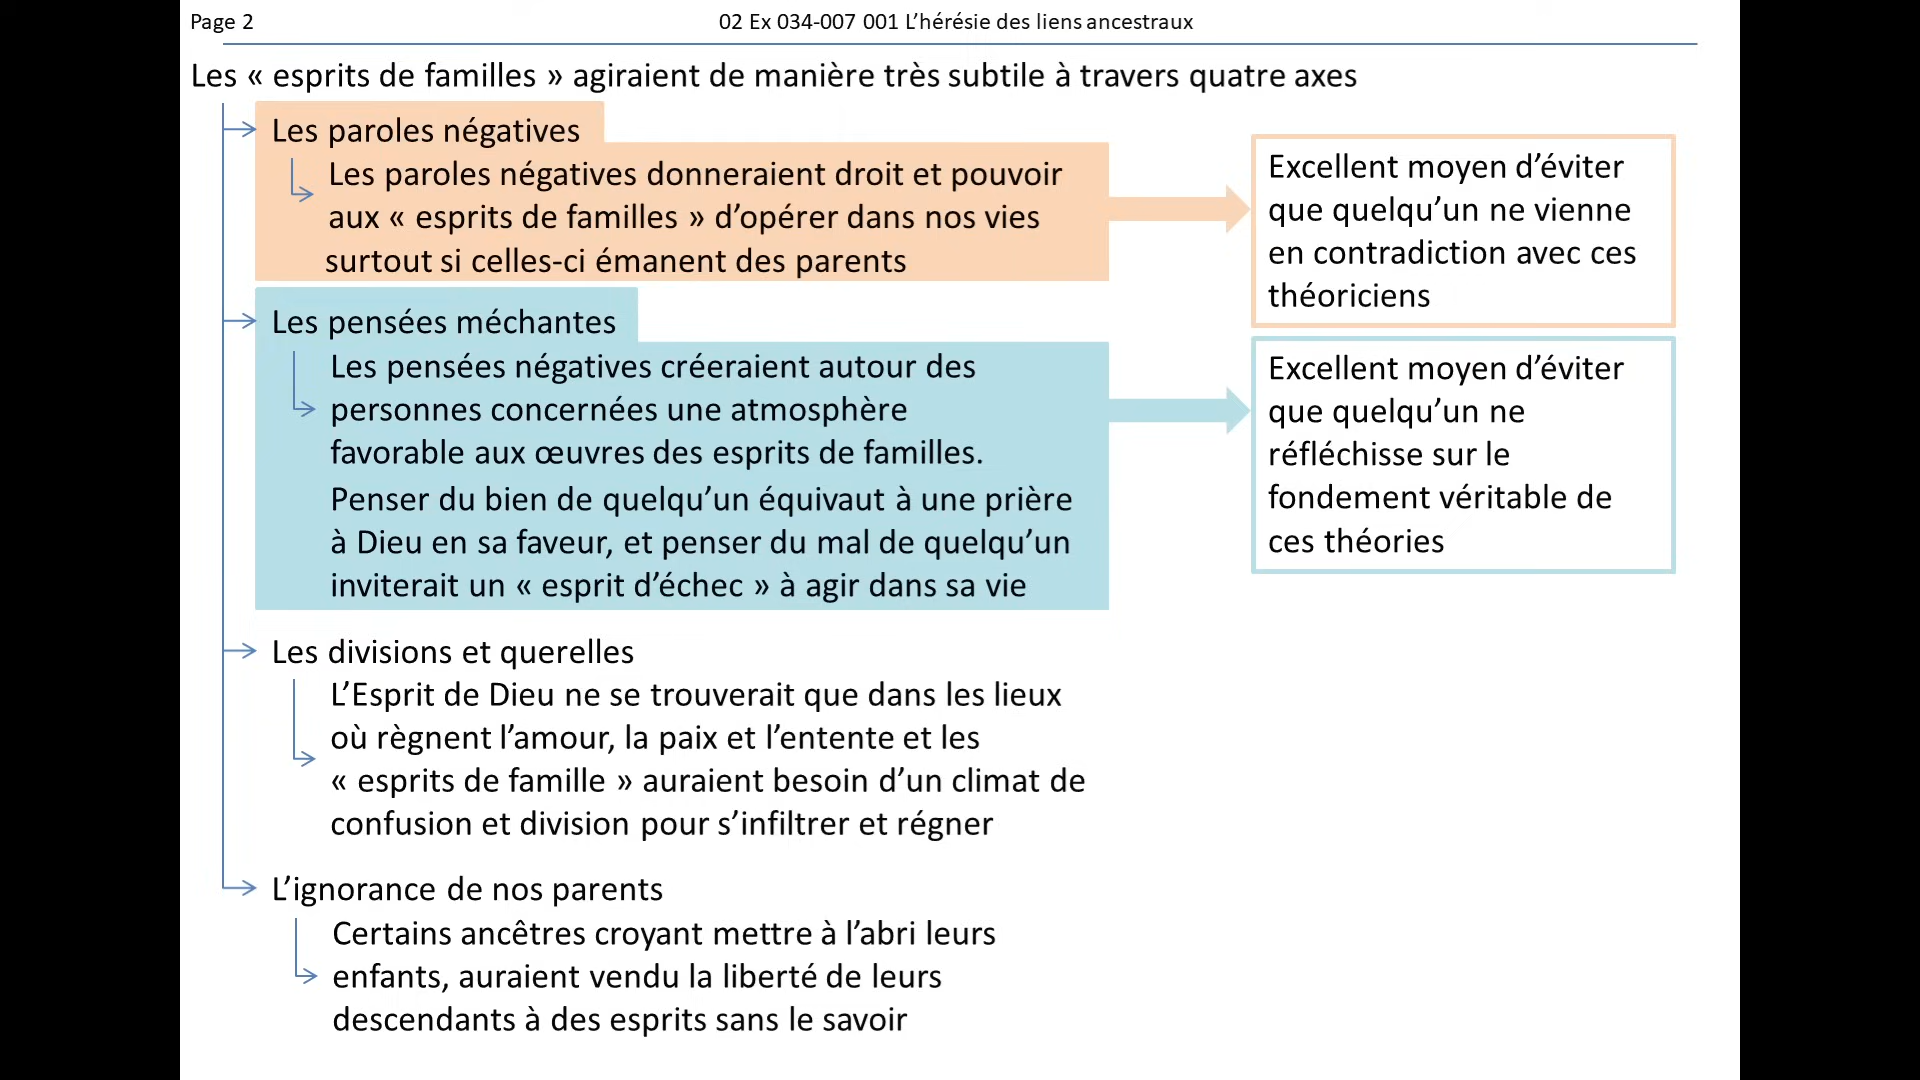 Page 2
02 Ex 034-007 001 L’hérésie des liens ancestraux
Les « esprits de familles » agiraient de manière très subtile à travers quatre axes
Les paroles négatives
Les paroles négatives donneraient droit et pouvoir
aux « esprits de familles » d’opérer dans nos vies
surtout si celles-ci émanent des parents
Excellent moyen d’éviter
que quelqu’un ne vienne
en contradiction avec ces
théoriciens
Les pensées méchantes
Les pensées négatives créeraient autour des
personnes concernées une atmosphère
favorable aux œuvres des esprits de familles.
Penser du bien de quelqu’un équivaut à une prière
à Dieu en sa faveur, et penser du mal de quelqu’un
inviterait un « esprit d’échec » à agir dans sa vie
Excellent moyen d’éviter
que quelqu’un ne
réfléchisse sur le
fondement véritable de
ces théories
Les divisions et querelles
L’Esprit de Dieu ne se trouverait que dans les lieux
où règnent l’amour, la paix et l’entente et les
« esprits de famille » auraient besoin d’un climat de
confusion et division pour s’infiltrer et régner
L’ignorance de nos parents
Certains ancêtres croyant mettre à l’abri leurs
enfants, auraient vendu la liberté de leurs
descendants à des esprits sans le savoir